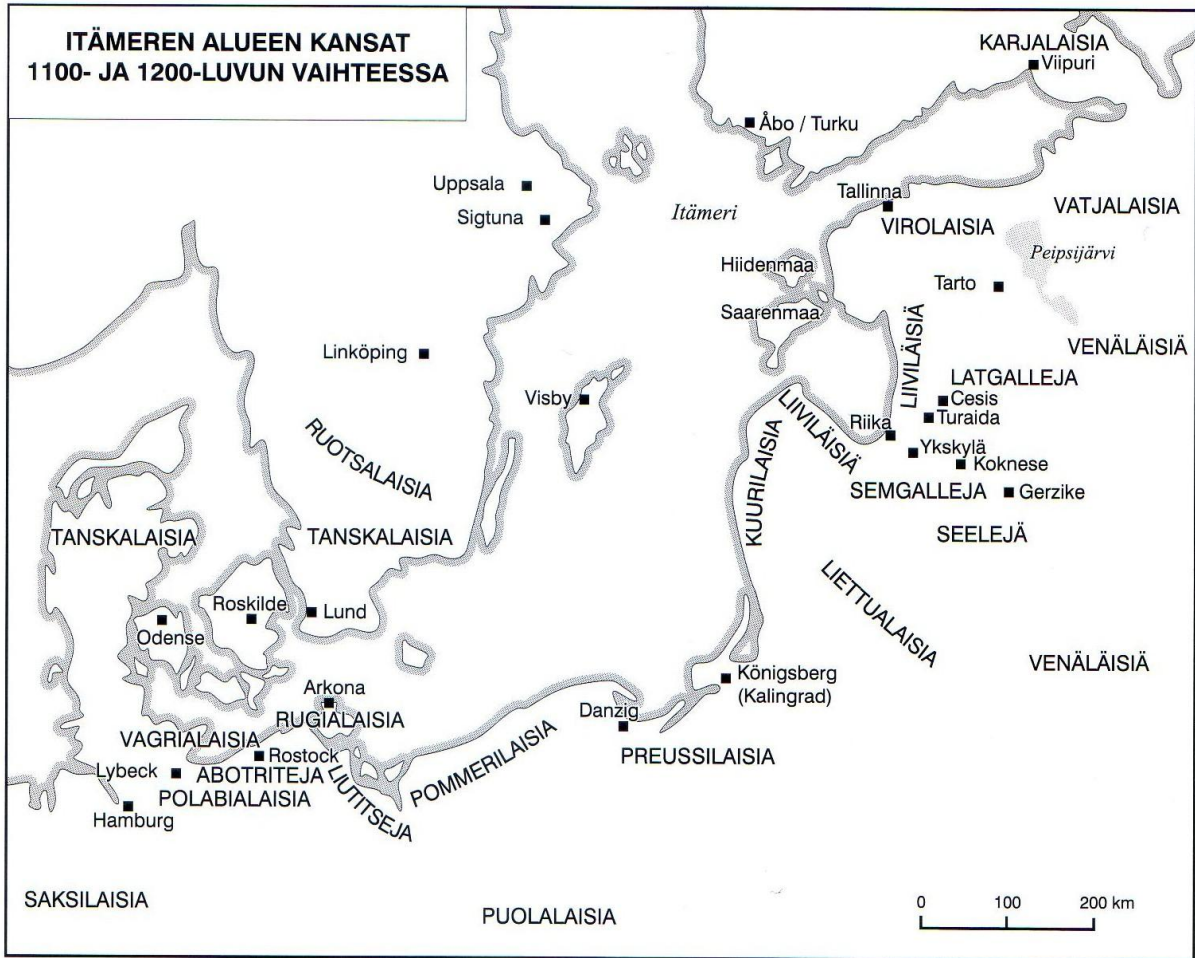 ITÄMEREN ALUEEN KANSAT
1100- JA 1200-LUVUN VAIHTEESSA
KARJALAISIA
Viipuri
Åbo / Turku
Uppsala
Sigtuna
Itämeri
Tallinna
VIROLAISIA
VATJALAISIA
Peipsijärvi
Hiidenmaa
Tarto
Saarenmaa
Linköping
LIIVILÄISIÄ
VENÄLÄISIÄ
LATGALLEJA
Cesis
Visby
Turaida
Riika
LIIVILÄISIÄ
Ykskylä
Koknese
RUOTSALAISIA
KUURILAISIA
SEMGALLEJA
Gerzike
TANSKALAISIA
TANSKALAISIA
SEELEJÄ
LIETTUALAISIA
Roskilde
Lund
Odense
VENÄLÄISIÄ
Königsberg
(Kalingrad)
Arkona
RUGIALAISIA
Danzig
VAGRIALAISIA
Rostock
POMMERILAISIA
PREUSSILAISIA
Lybeck
ABOTRITEJA
LIUTITSEJA
POLABIALAISIA
Hamburg
SAKSILAISIA
PUOLALAISIA
0 100 200 km